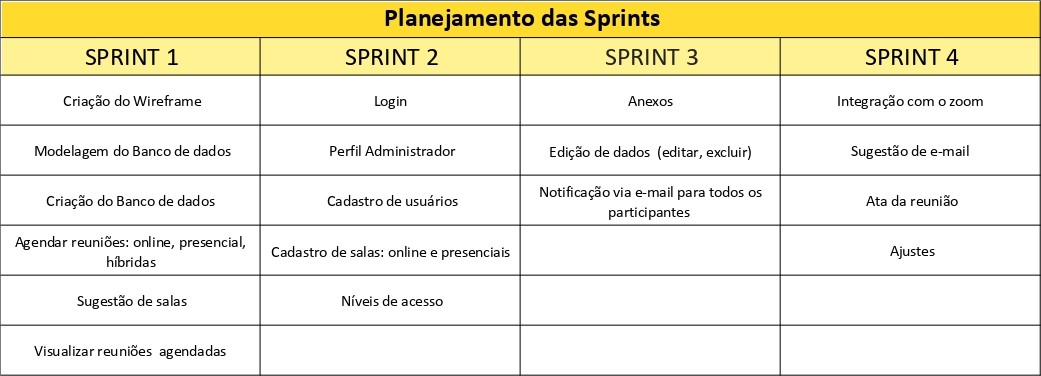 Planejamento das Sprints
SPRINT 1 SPRINT 2 SPRINT 3 SPRINT 4
Criação do Wireframe Login Anexos Integração com o zoom
Modelagem do Banco de dados Perfil Administrador Edição de dados (editar, excluir) Sugestão de e-mail
Criação do Banco de dados Cadastro de usuários Notificação via e-mail para todos os
participantes Ata da reunião
Agendar reuniões: online, presencial,
híbridas Cadastro de salas: online e presenciais Ajustes
Sugestão de salas Níveis de acesso
Visualizar reuniões agendadas